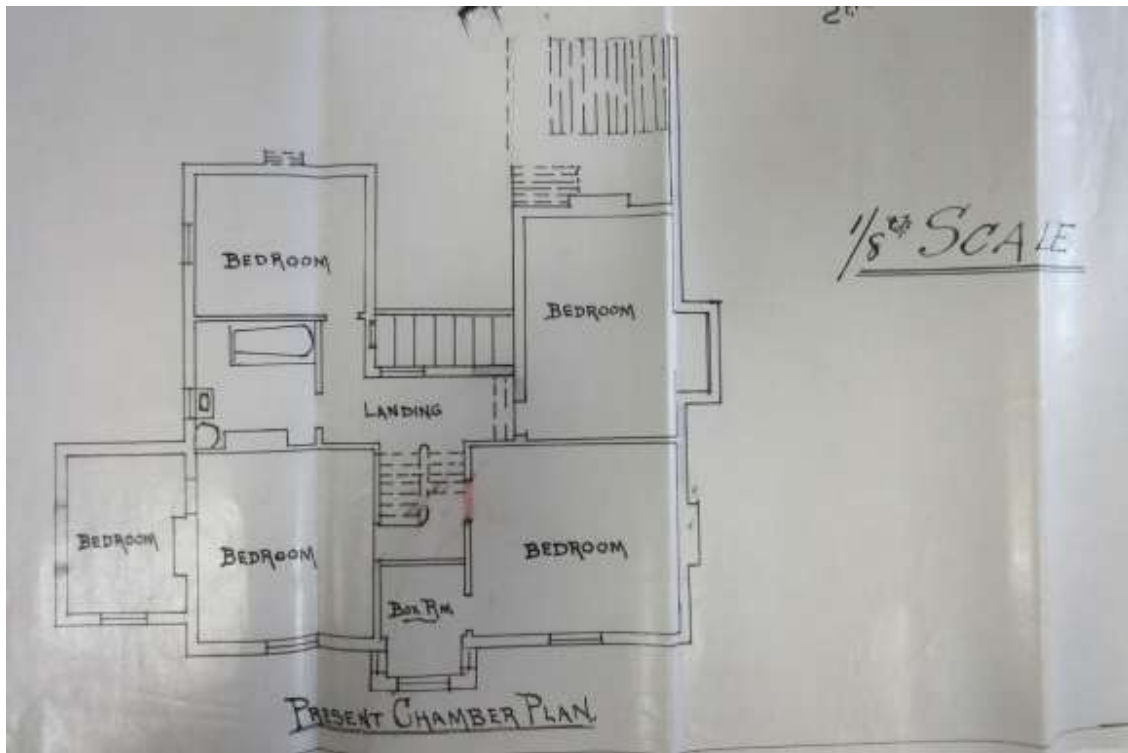 BEDROOM
1/8th SCALE
BEDROOM
LANDING
BEDROOM
BEDROOM
BEDROOM
BOX RM
PRESENT CHAMBER PLAN.